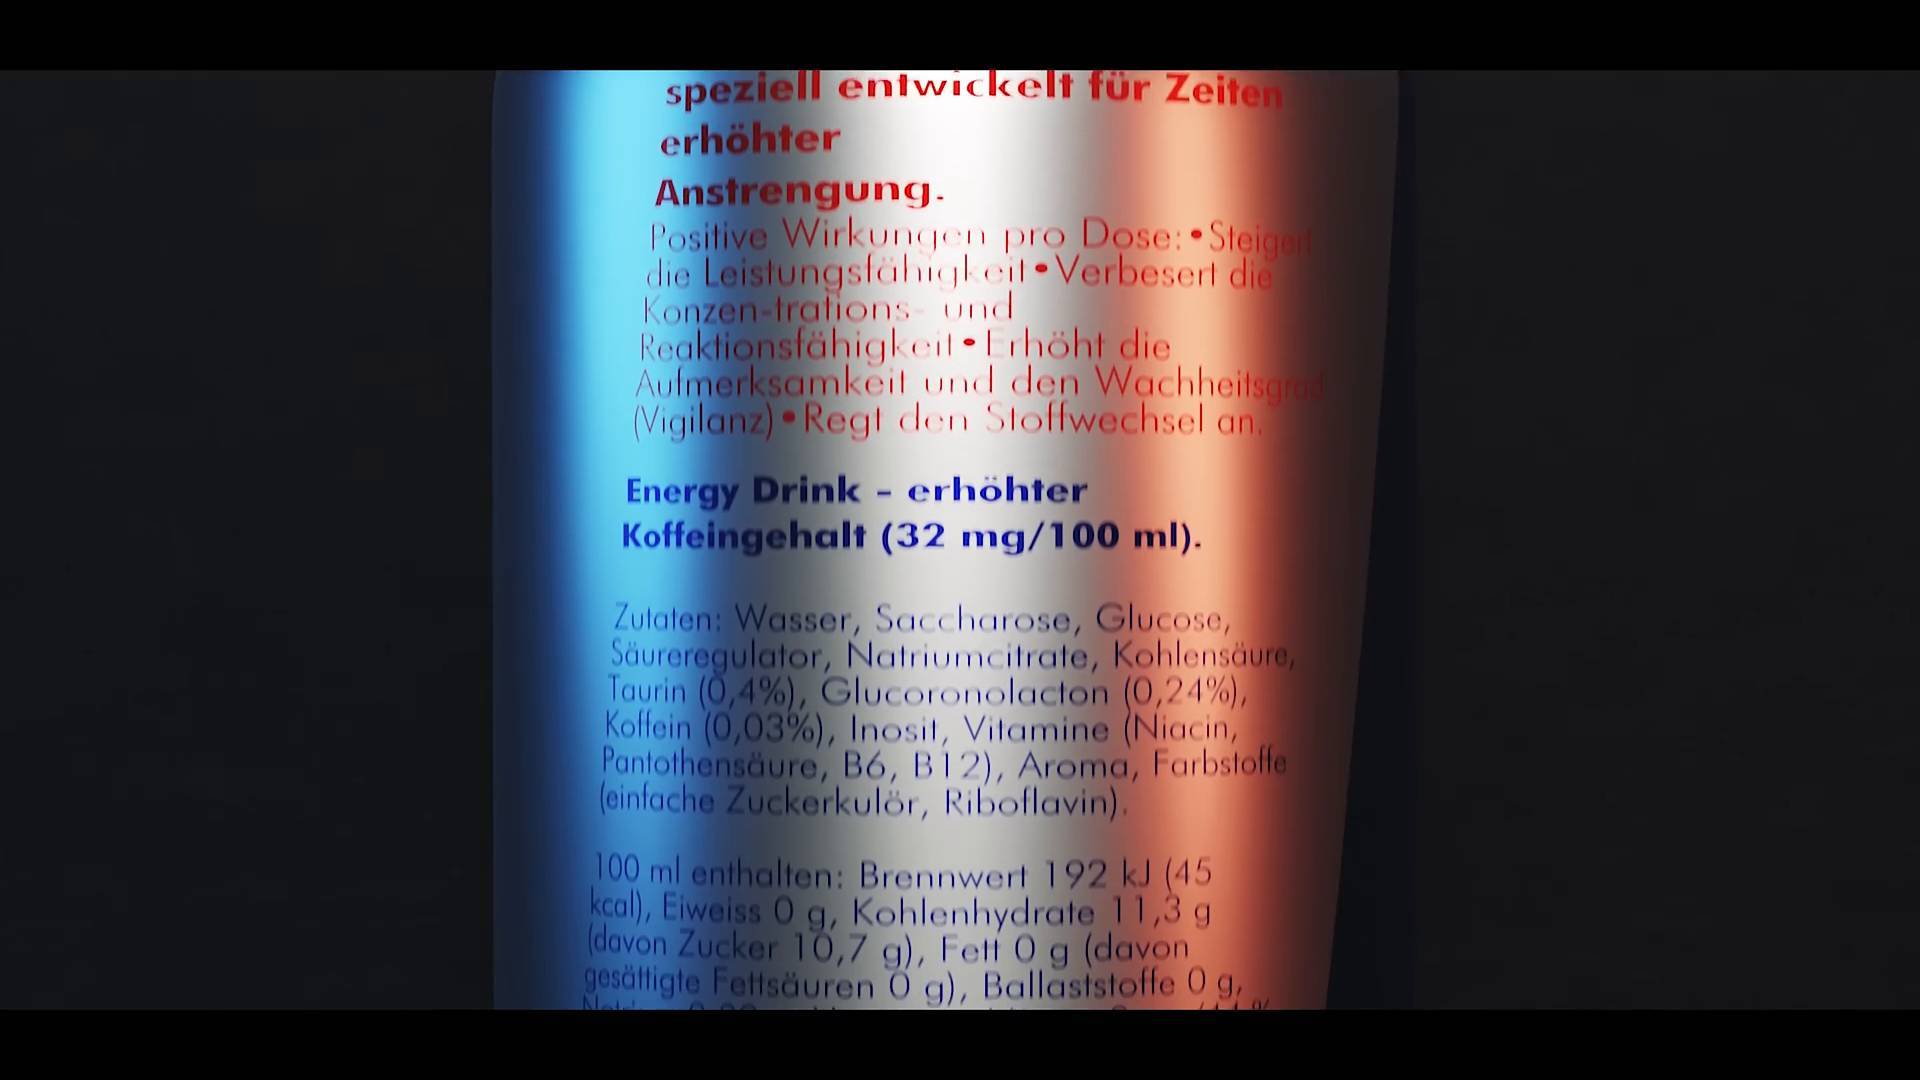 speziell entwickelt für Zeiten
erhöhter
Anstrengung.
Positive Wirkungen pro Dose: • Steigert
die Leistungsfähigkeit • Verbesert die
Konzen-trations- und
Reaktionsfähigkeit • Erhöht die
Aufmerksamkeit und den Wachheitsgrad
(Vigilanz) • Regt den Stoffwechsel an.
Energy Drink – erhöhter
Koffeingehalt (32 mg/100 ml).
Zutaten: Wasser, Saccharose, Glucose,
Säureregulator, Natriumcitrate, Kohlensäure,
Taurin (0,4%), Glucoronolacton (0,24%),
Koffein (0,03%), Inosit, Vitamine (Niacin,
Pantothensäure, B6, B12), Aroma, Farbstoffe
(einfache Zuckerkulör, Riboflavin).
100 ml enthalten: Brennwert 192 kJ (45
kcal), Eiweiss 0 g, Kohlenhydrate 11,3 g
(davon Zucker 10,7 g), Fett 0 g (davon
gesättigte Fettsäuren 0 g), Ballaststoffe 0 g,